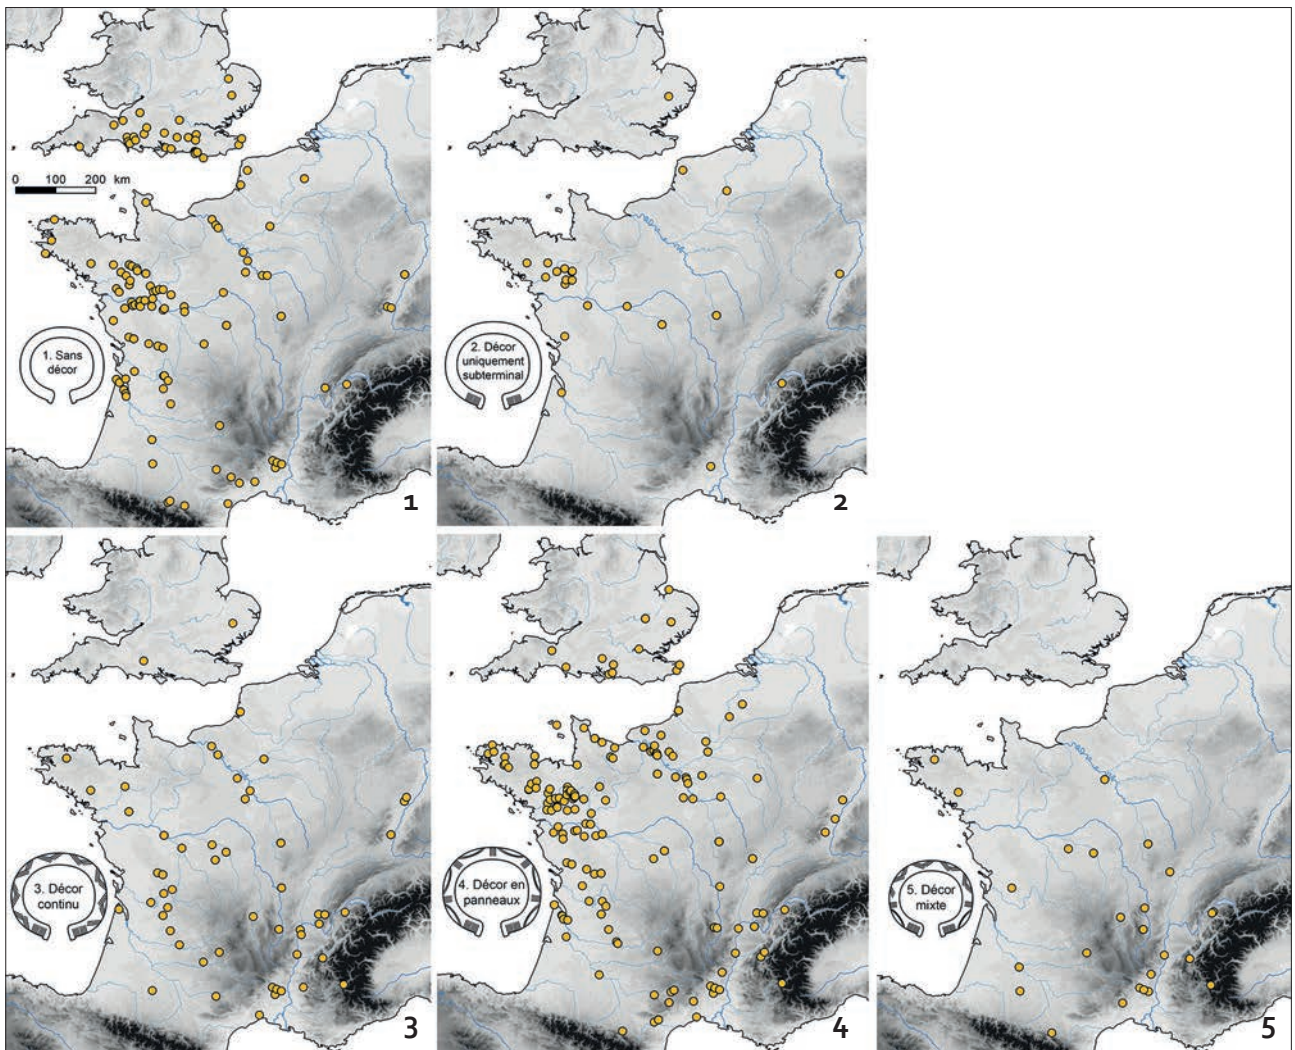 0 100 200 km
1. Sans
décor
1
2. Décor
uniquement
subterminal
2
3. Décor
continu
3
4. Décor en
panneaux
4
5. Décor
mixte
5